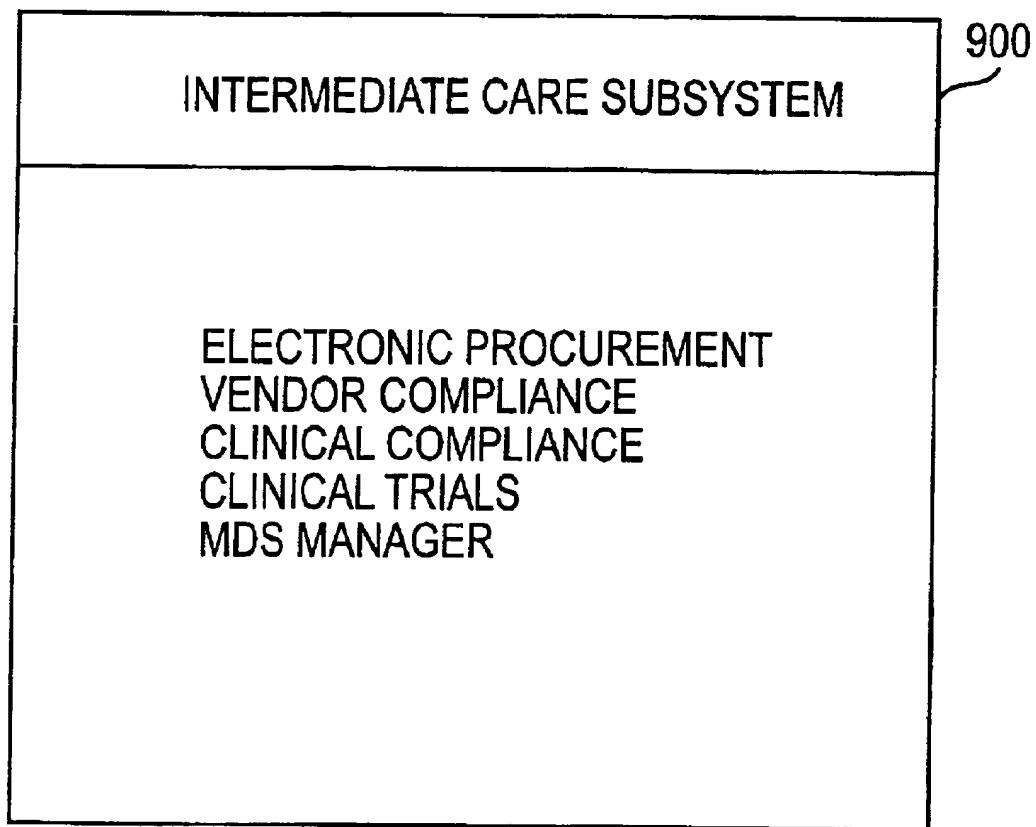 900
INTERMEDIATE CARE SUBSYSTEM
ELECTRONIC PROCUREMENT
VENDOR COMPLIANCE
CLINICAL COMPLIANCE
CLINICAL TRIALS
MDS MANAGER